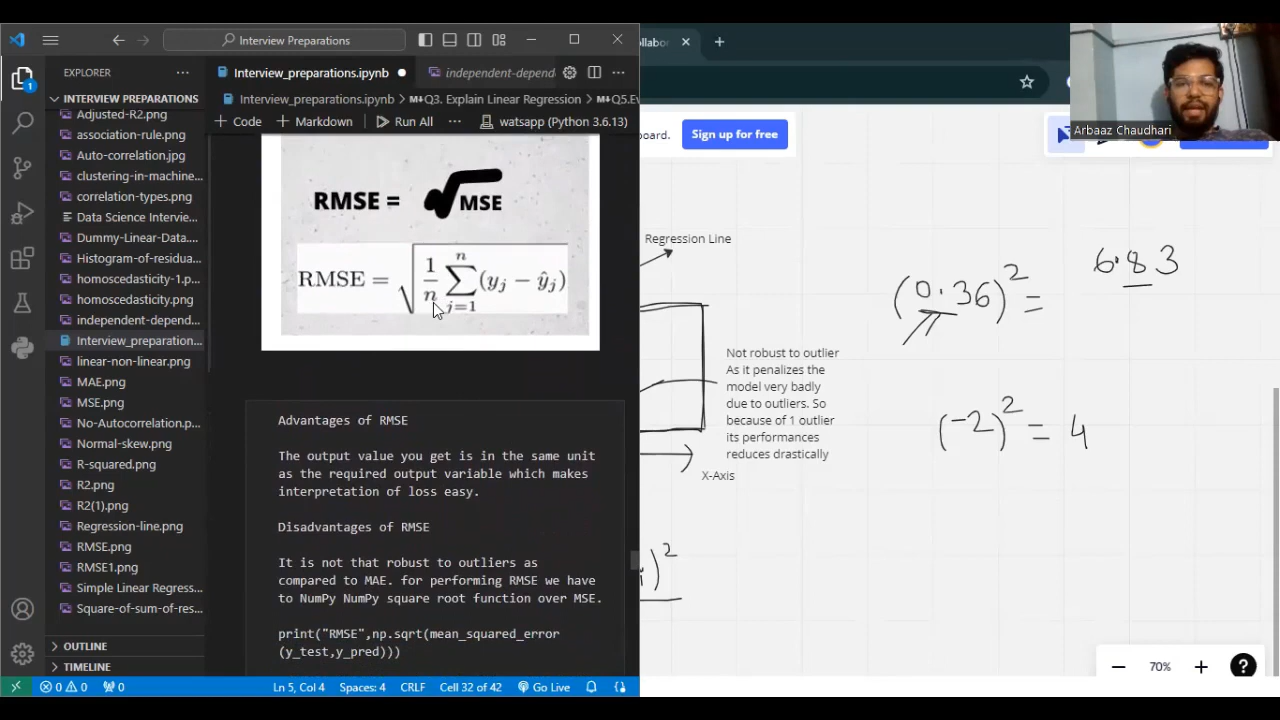 Interview Preparations
EXPLORER
INTERVIEW PREPARATIONS
Adjusted-R2.png
association-rule.png
Auto-correlation.jpg
clustering-in-machine...
correlation-types.png
Data Science Intervie...
Dummy-Linear-Data....
Histogram-of-residua...
homoscedasticity-1.p...
homoscedasticity.png
independent-depend...
Interview_preparation...
linear-non-linear.png
MAE.png
MSE.png
No-Autocorrelation.p...
Normal-skew.png
R-squared.png
R2.png
R2(1).png
Regression-line.png
RMSE.png
RMSE1.png
Simple Linear Regress...
Square-of-sum-of-res...
OUTLINE
TIMELINE
Interview_preparations.ipynb
independent-depend
Interview_preparations.ipynb > M↓Q3. Explain Linear Regression > M↓Q5.Ev
+ Code + Markdown Run All ... watsapp (Python 3.6.13)
RMSE = √MSE
RMSE = √ 1/n n ∑ j=1 (yj − ŷj)
Advantages of RMSE
The output value you get is in the same unit
as the required output variable which makes
interpretation of loss easy.
Disadvantages of RMSE
It is not that robust to outliers as
compared to MAE. for performing RMSE we have
to NumPy NumPy square root function over MSE.
print("RMSE",np.sqrt(mean_squared_error
(y_test,y_pred)))
0 0 0 Ln 5, Col 4 Spaces: 4 CRLF Cell 32 of 42 Go Live
ollabor
oard.
Sign up for free
Arbaaz Chaudhari
Regression Line
Not robust to outlier
As it penalizes the
model very badly
due to outliers. So
because of 1 outlier
its performances
reduces drastically
X-Axis
)²
(0.36)² =
6.83
(-2)² = 4
− 70% + ?